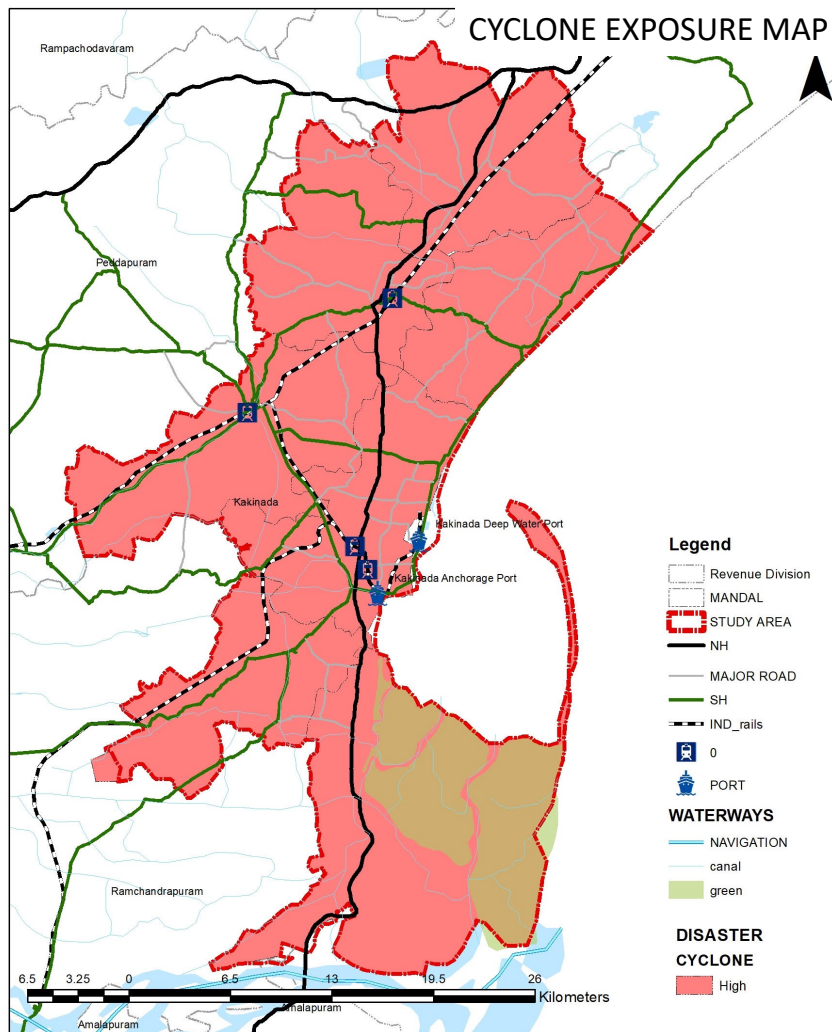 CYCLONE EXPOSURE MAP
Rampachodavaram
Peddapuram
Kakinada
Kakinada Deep Water Port
Kakinada Anchorage Port
Ramchandrapuram
Amalapuram
Amalapuram
6.5 3.25 0 6.5 13 19.5 26
Kilometers
Legend
Revenue Division
MANDAL
STUDY AREA
NH
MAJOR ROAD
SH
IND_rails
0
PORT
WATERWAYS
NAVIGATION
canal
green
DISASTER
CYCLONE
High